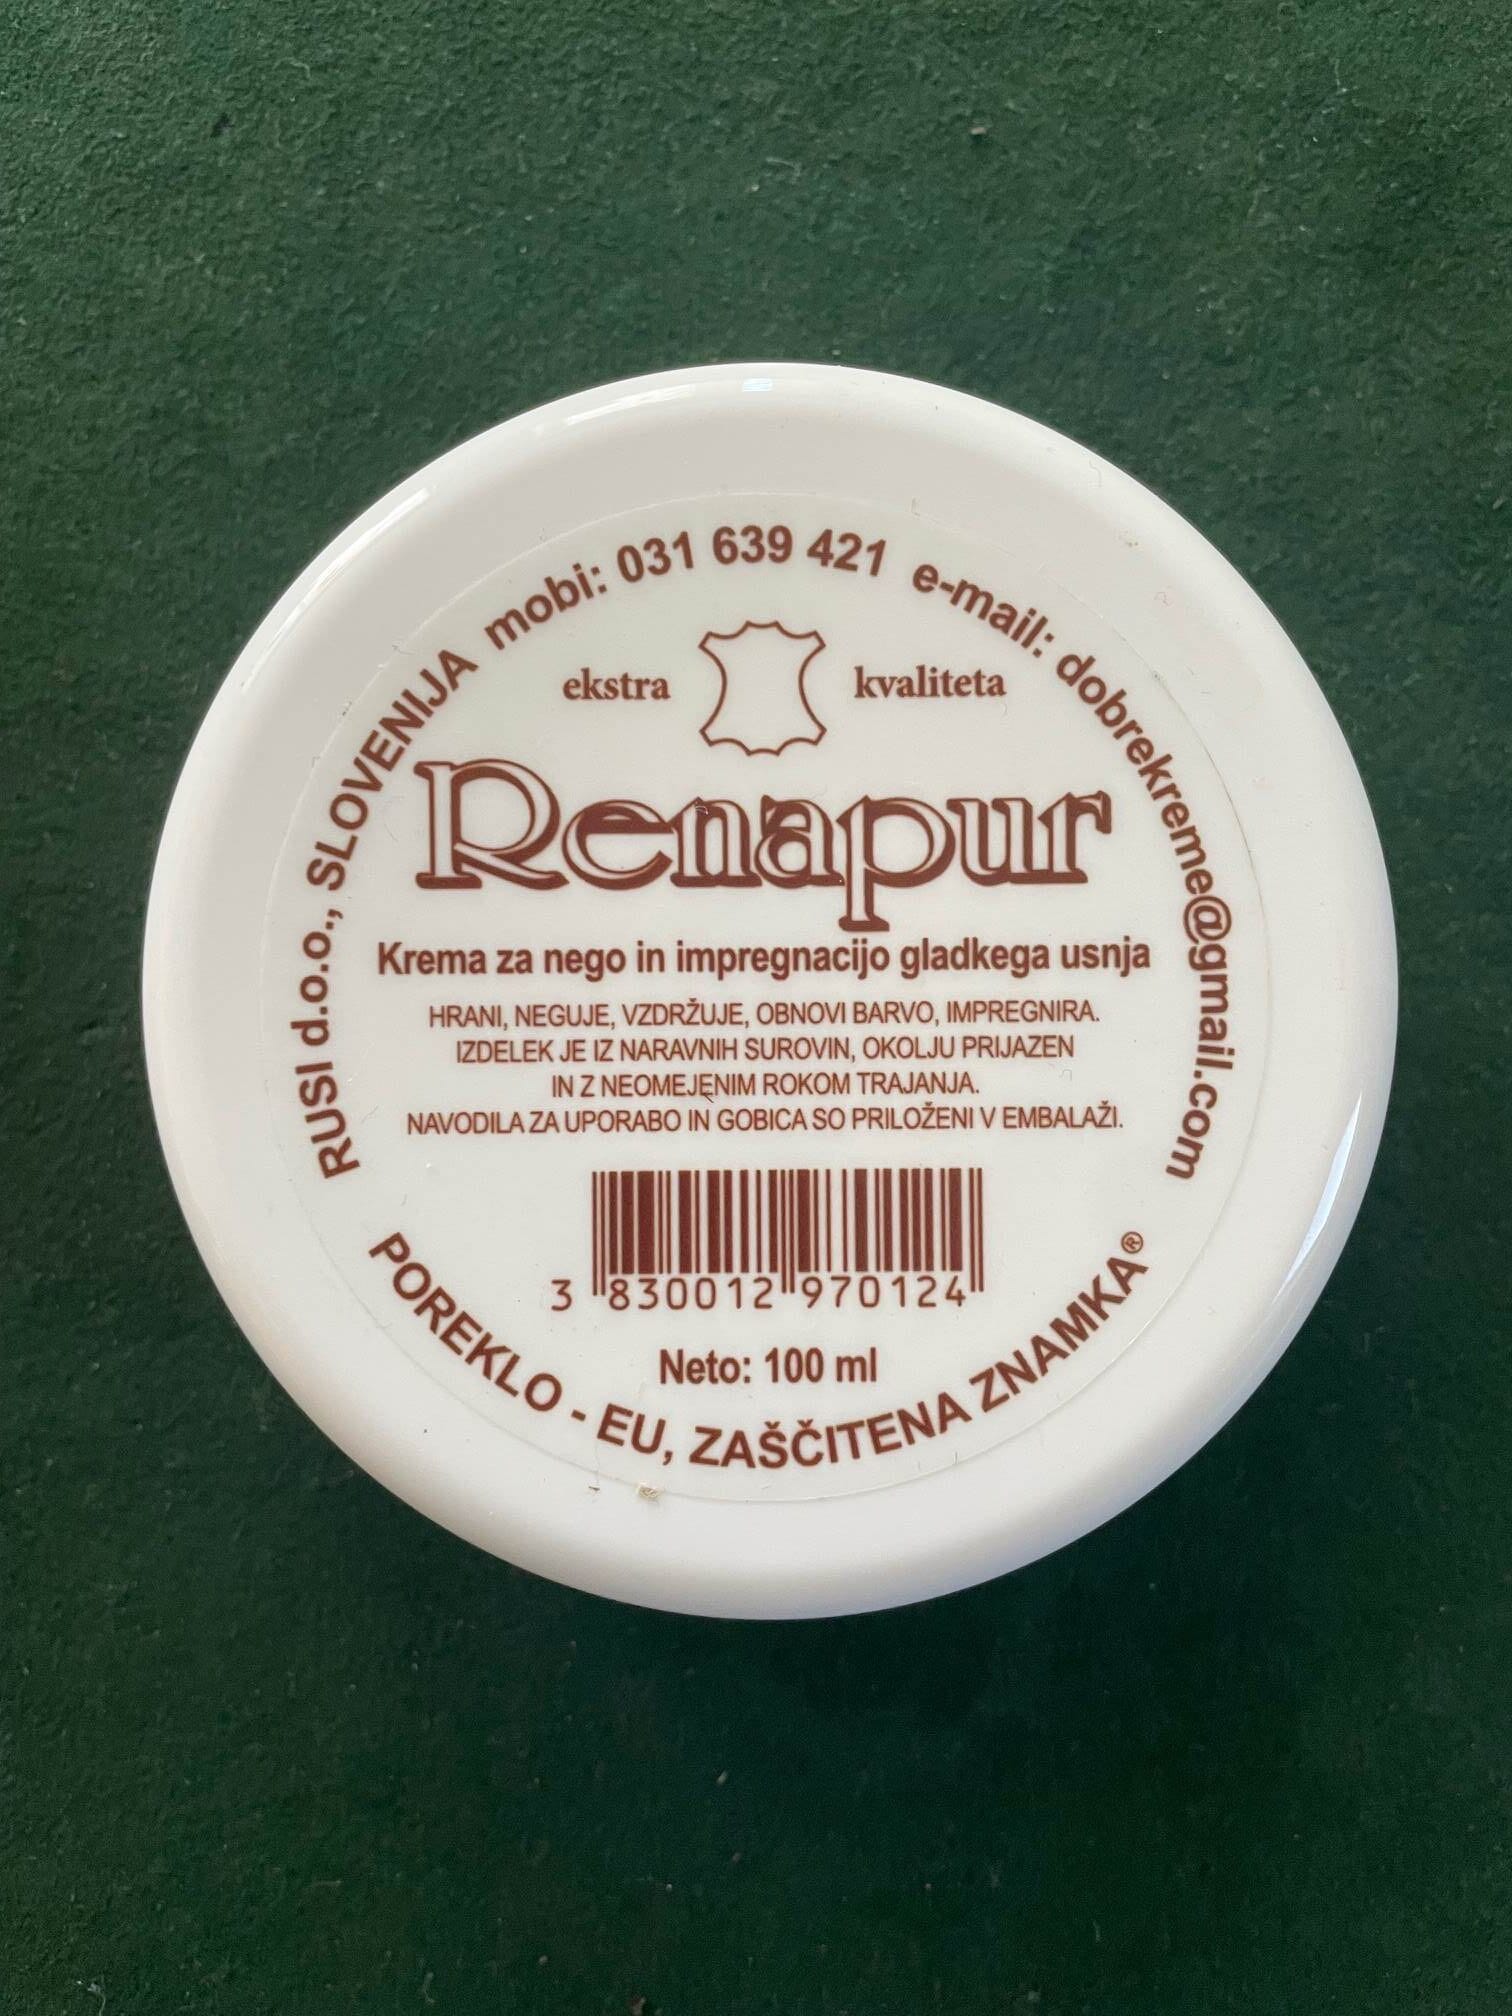 RUSI d.o.o., SLOVENIJA mobi: 031 639 421 e-mail: dobrekreme@gmail.com
ekstra kvaliteta
Renapur
Krema za nego in impregnacijo gladkega usnja
HRANI, NEGUJE, VZDRŽUJE, OBNOVI BARVO, IMPREGNIRA.
IZDELEK JE IZ NARAVNIH SUROVIN, OKOLJU PRIJAZEN
IN Z NEOMEJENIM ROKOM TRAJANJA.
NAVODILA ZA UPORABO IN GOBICA SO PRILOŽENI V EMBALAŽI.
3 830012 970124
Neto: 100 ml
POREKLO - EU, ZAŠČITENA ZNAMKA®